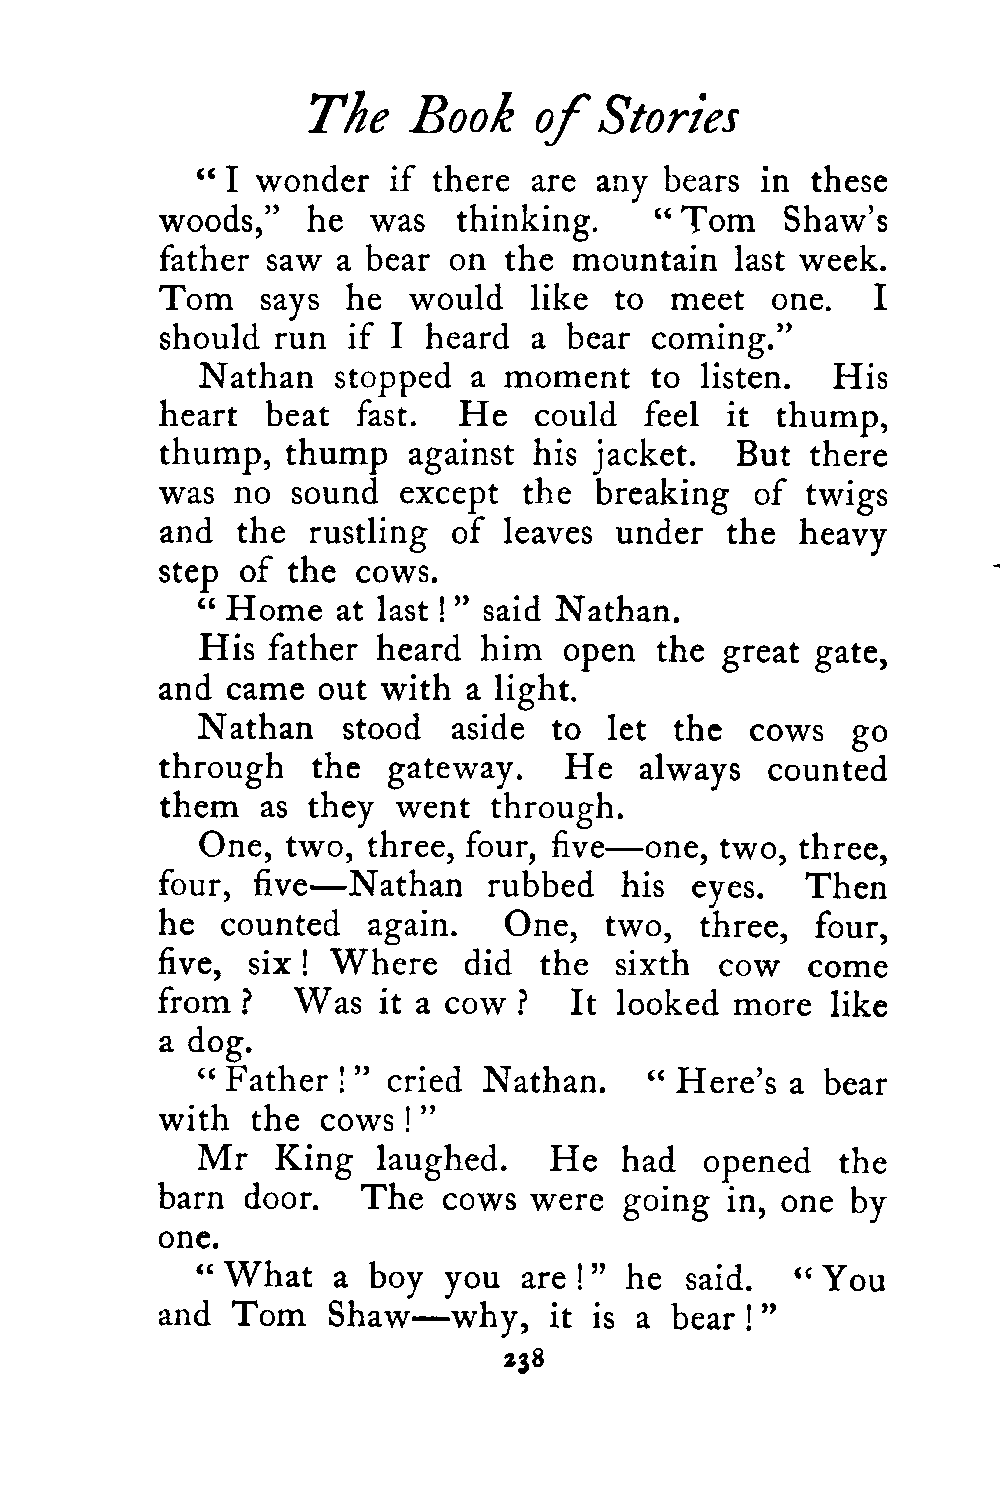 The Book of Stories
“ I wonder if there are any bears in these
woods,” he was thinking. “ Tom Shaw’s
father saw a bear on the mountain last week.
Tom says he would like to meet one. I
should run if I heard a bear coming.”
Nathan stopped a moment to listen. His
heart beat fast. He could feel it thump,
thump, thump against his jacket. But there
was no sound except the breaking of twigs
and the rustling of leaves under the heavy
step of the cows.
“ Home at last ! ” said Nathan.
His father heard him open the great gate,
and came out with a light.
Nathan stood aside to let the cows go
through the gateway. He always counted
them as they went through.
One, two, three, four, five—one, two, three,
four, five—Nathan rubbed his eyes. Then
he counted again. One, two, three, four,
five, six ! Where did the sixth cow come
from ? Was it a cow ? It looked more like
a dog.
“ Father ! ” cried Nathan. “ Here’s a bear
with the cows ! ”
Mr King laughed. He had opened the
barn door. The cows were going in, one by
one.
“ What a boy you are ! ” he said. “ You
and Tom Shaw—why, it is a bear ! ”
238